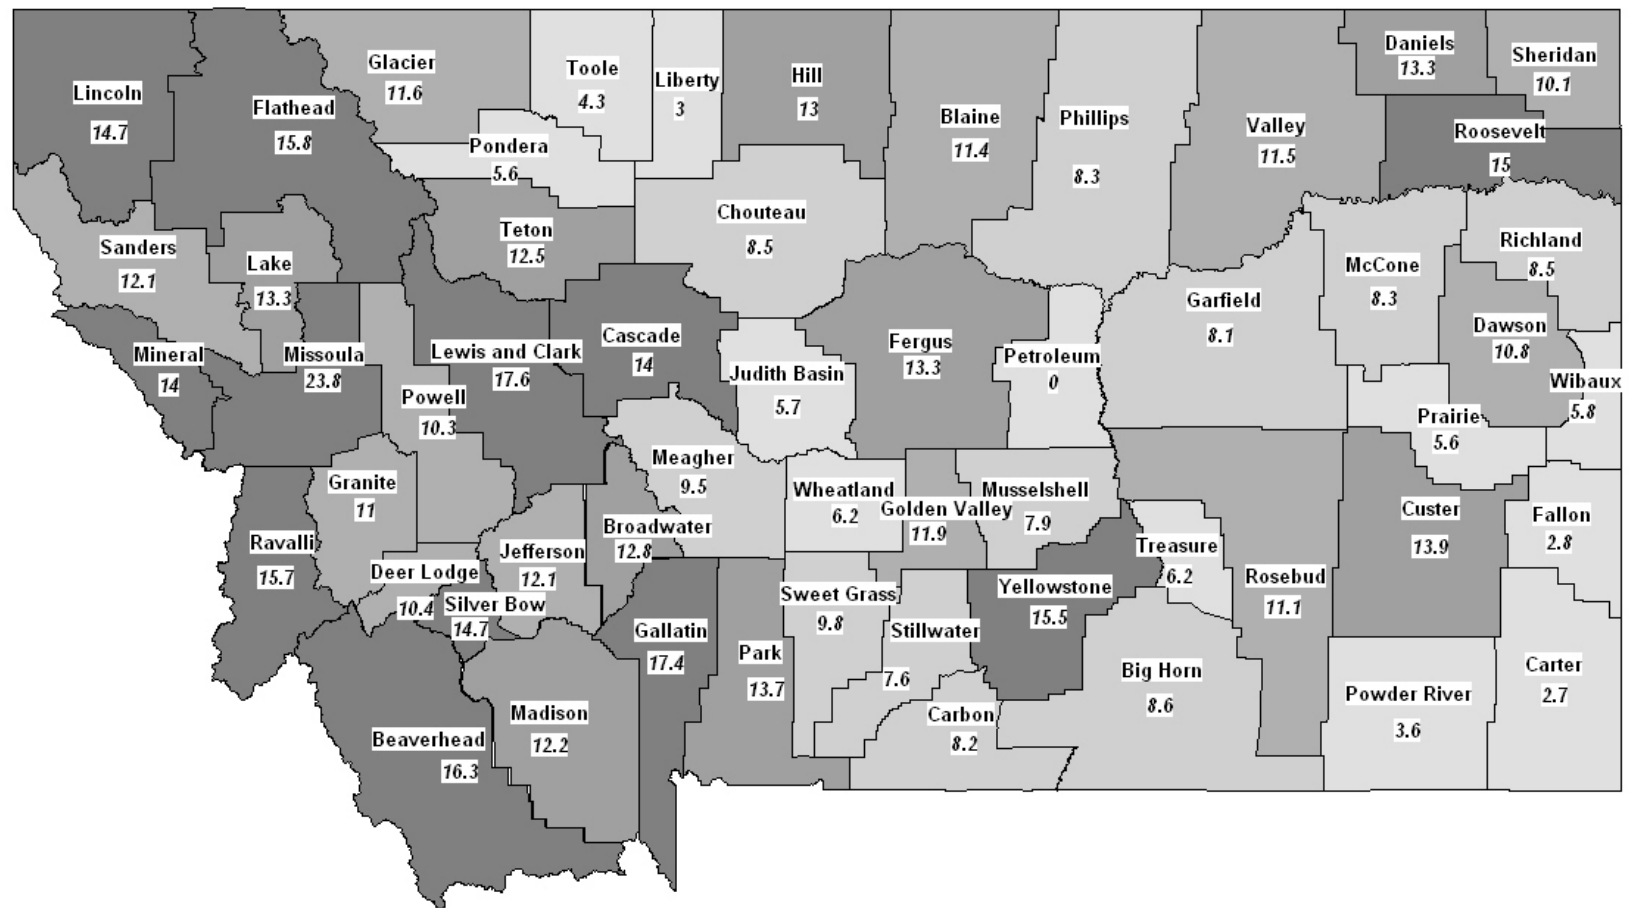 Lincoln
14.7
Flathead
15.8
Glacier
11.6
Toole
4.3
Liberty
3
Hill
13
Blaine
11.4
Phillips
8.3
Valley
11.5
Daniels
13.3
Sheridan
10.1
Roosevelt
15
Pondera
5.6
Teton
12.5
Chouteau
8.5
Sanders
12.1
Lake
13.3
Richland
8.5
McCone
8.3
Garfield
8.1
Dawson
10.8
Wibaux
5.8
Mineral
14
Missoula
23.8
Lewis and Clark
17.6
Cascade
14
Judith Basin
5.7
Fergus
13.3
Petroleum
0
Powell
10.3
Prairie
5.6
Meagher
9.5
Wheatland
6.2
Golden Valley
11.9
Musselshell
7.9
Granite
11
Custer
13.9
Fallon
2.8
Ravalli
15.7
Deer Lodge
10.4
Jefferson
12.1
Broadwater
12.8
Silver Bow
14.7
Treasure
6.2
Rosebud
11.1
Yellowstone
15.5
Sweet Grass
9.8
Stillwater
7.6
Gallatin
17.4
Park
13.7
Big Horn
8.6
Carter
2.7
Powder River
3.6
Carbon
8.2
Madison
12.2
Beaverhead
16.3